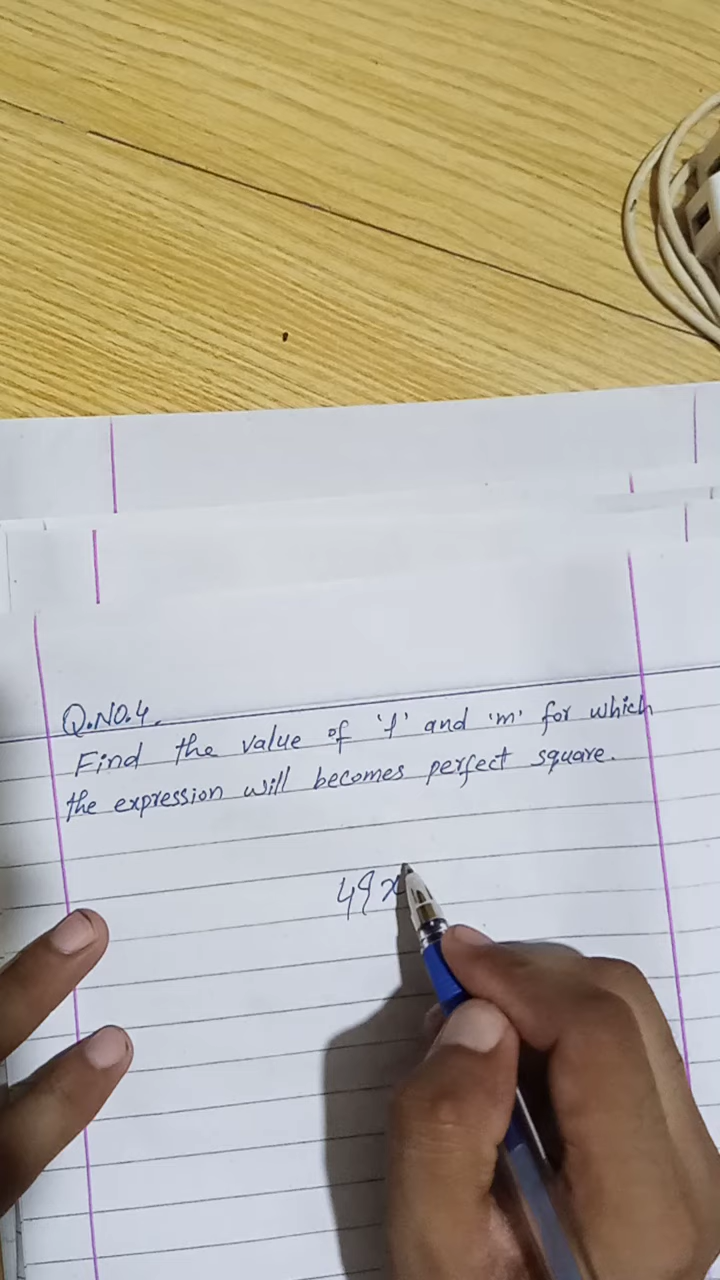 Q.NO.4.
Find the value of 'l' and 'm' for which
the expression will becomes perfect square.
49x